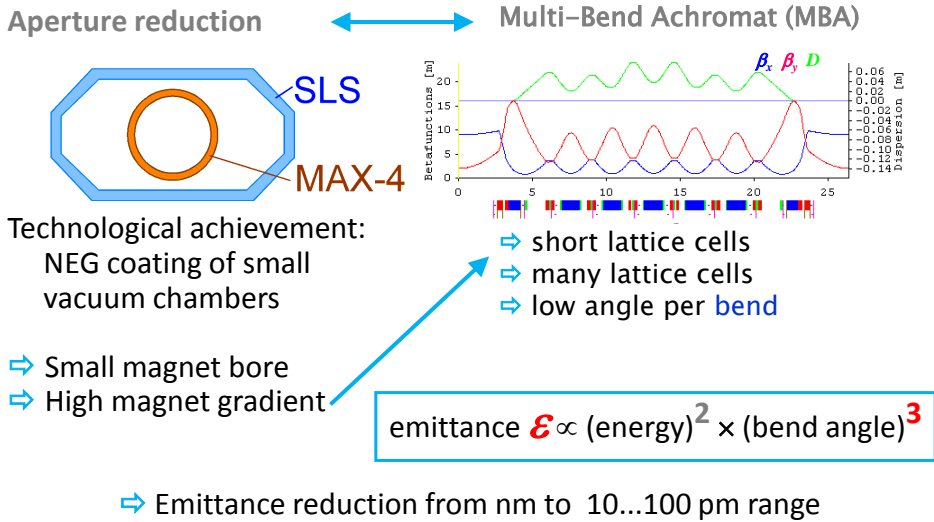 Aperture reduction
Multi-Bend Achromat (MBA)
SLS
MAX-4
βx βy D
Betafunctions [m]
20
15
10
5
0
0.06
0.04
0.02
0.00
-0.02
-0.04
-0.06
-0.08
-0.10
-0.12
-0.14
Dispersion [m]
0 5 10 15 20 25
Technological achievement:
NEG coating of small
vacuum chambers
⇨ short lattice cells
⇨ many lattice cells
⇨ low angle per bend
⇨ Small magnet bore
⇨ High magnet gradient
emittance ε ∝ (energy)² × (bend angle)³
⇨ Emittance reduction from nm to 10...100 pm range